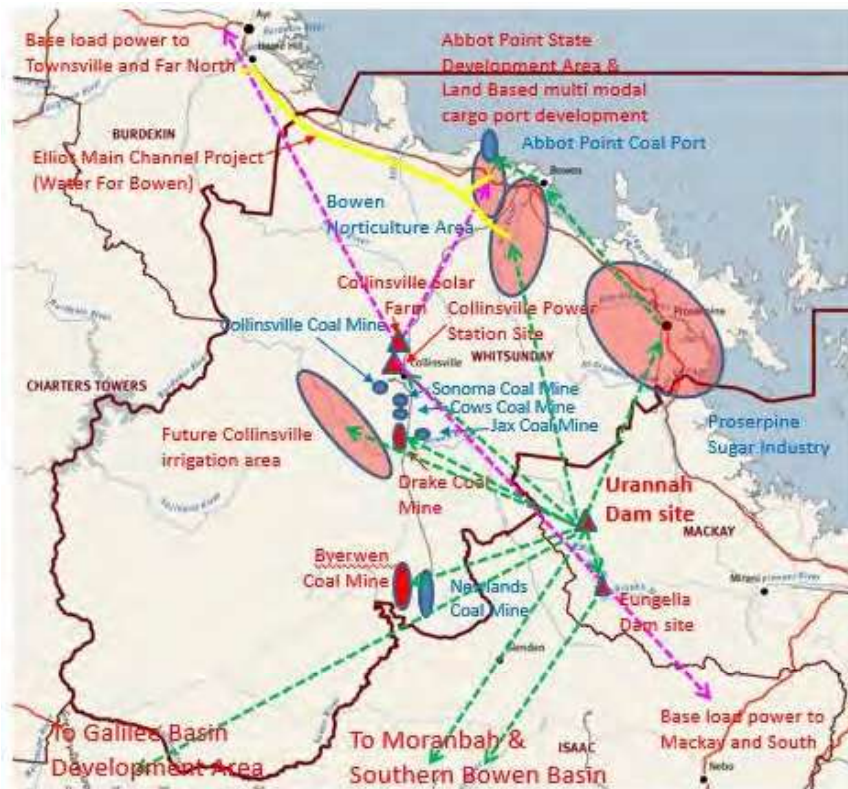 Ayr
Base load power to
Townsville and Far North
Abbot Point State
Development Area &
Land Based multi modal
cargo port development
BURDEKIN
Abbot Point Coal Port
Elliot Main Channel Project
(Water For Bowen)
Bowen
Bowen
Horticulture Area
Collinsville Solar
Farm
Collinsville Power
Station Site
Collinsville Coal Mine
Collinsville
Proserpine
WHITSUNDAY
CHARTERS TOWERS
Sonoma Coal Mine
Cows Coal Mine
Jax Coal Mine
Future Collinsville
irrigation area
Proserpine
Sugar Industry
Drake Coal
Mine
Urannah
Dam site
MACKAY
Byerwen
Coal Mine
Newlands
Coal Mine
Mirani
Eungella
Dam site
Glenden
Base load power to
Mackay and South
To Galilee Basin
Development Area
To Moranbah &
Southern Bowen Basin
ISAAC
Nebo